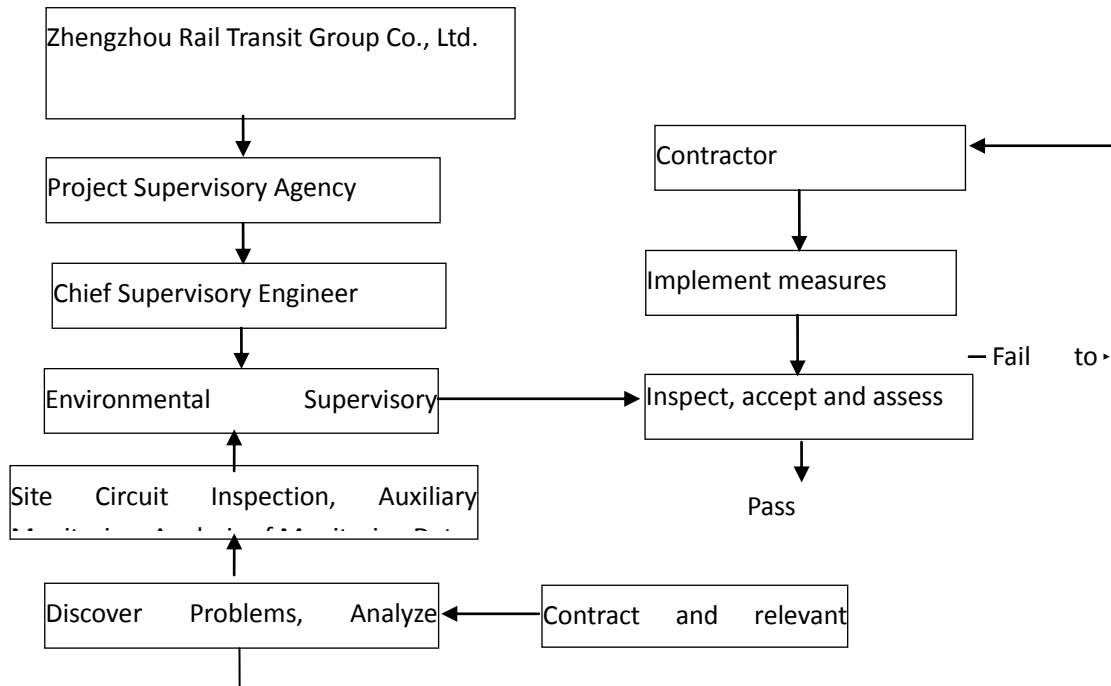 Zhengzhou Rail Transit Group Co., Ltd.
Project Supervisory Agency
Chief Supervisory Engineer
Environmental Supervisory
Site Circuit Inspection, Auxiliary
Discover Problems, Analyze
Contract and relevant
Contractor
Implement measures
Inspect, accept and assess
Fail to
Pass